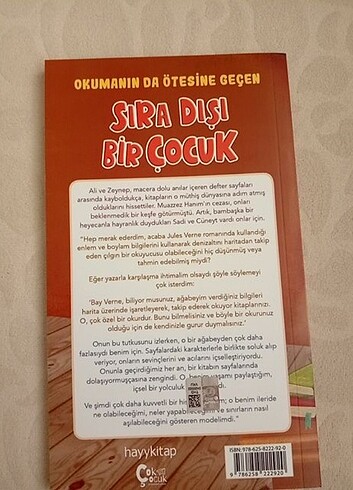 OKUMANIN DA ÖTESİNE GEÇEN
SIRA DIŞI
BİR ÇOCUK
Ali ve Zeynep, macera dolu anılar içeren defter sayfaları
arasında kayboldukça, kitapların o müthiş dünyasına adım atmış
olduklarını hissettiler. Muazzez Hanım'ın cezası, onları
beklenmedik bir keşfe götürmüştü. Artık, bambaşka bir
heyecanla hayranlık duydukları Sadi ve Cüneyt vardı onlar için.
"Hep merak ederdim, acaba Jules Verne romanında kullandığı
enlem ve boylam bilgilerini kullanarak denizaltını haritadan takip
eden çılgın bir okuyucusu olabileceğini hiç düşünmüş veya
tahmin edebilmiş miydi?
Eğer yazarla karşılaşma ihtimalim olsaydı şöyle söylemeyi
çok isterdim:
'Bay Verne, biliyor musunuz, ağabeyim verdiğiniz bilgileri
harita üzerinde işaretleyerek, takip ederek okuyor kitaplarınızı.
O, çok özel bir okurdur. Bunu bilmelisiniz ve böyle bir okurunuz
olduğu için de kendinizle gurur duymalısınız.'
Onun bu tutkusunu izlerken, o bir ağabeyden çok daha
fazlasıydı benim için. Sayfalardaki karakterlerle birlikte soluk alıp
veriyor, onların sevinçlerini ve acılarını içselleştiriyordu.
Onunla geçirdiğimiz her an, bir kitabın sayfalarında
dolaşıyormuşçasına zengindi. O, benim yaşamı paylaştığım,
içsel bir yolculuk
Ve şimdi çok daha kuvvetli bir his o; benim ileride
ne olabileceğimi, neler yapabileceğimi ve sınırların nasıl
aşılabileceğini gösteren modelimdi."
hayykitap
Çok
Çocuk
ISBN: 978-625-8222-92-0
9 786258 222920